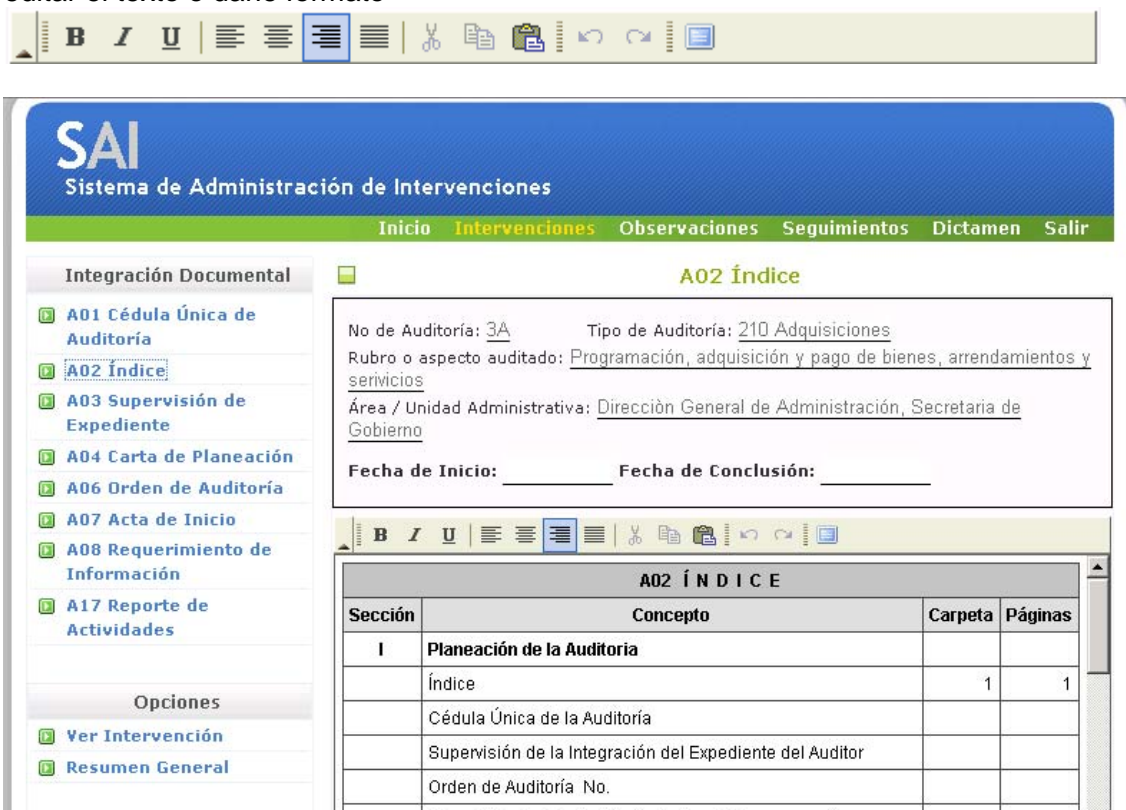 B I U
SAI
Sistema de Administración de Intervenciones
Inicio Intervenciones Observaciones Seguimientos Dictamen Salir
Integración Documental
A01 Cédula Única de
Auditoría
A02 Índice
A03 Supervisión de
Expediente
A04 Carta de Planeación
A06 Orden de Auditoría
A07 Acta de Inicio
A08 Requerimiento de
Información
A17 Reporte de
Actividades
Opciones
Ver Intervención
Resumen General
A02 Índice
No de Auditoría: 3A Tipo de Auditoría: 210 Adquisiciones
Rubro o aspecto auditado: Programación, adquisición y pago de bienes, arrendamientos y
serivicios
Área / Unidad Administrativa: Direcciòn General de Administración, Secretaria de
Gobierno
Fecha de Inicio: Fecha de Conclusión:
B I U
A02 Í N D I C E
Sección Concepto Carpeta Páginas
I Planeación de la Auditoria
Índice 1 1
Cédula Única de la Auditoría
Supervisión de la Integración del Expediente del Auditor
Orden de Auditoría No.